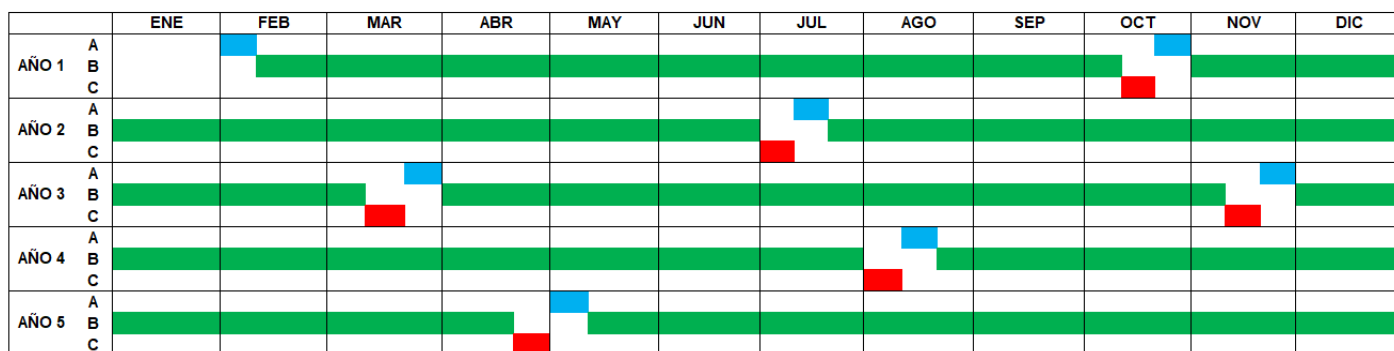 ENE FEB MAR ABR MAY JUN JUL AGO SEP OCT NOV DIC
A
AÑO 1 B
C
A
AÑO 2 B
C
A
AÑO 3 B
C
A
AÑO 4 B
C
A
AÑO 5 B
C